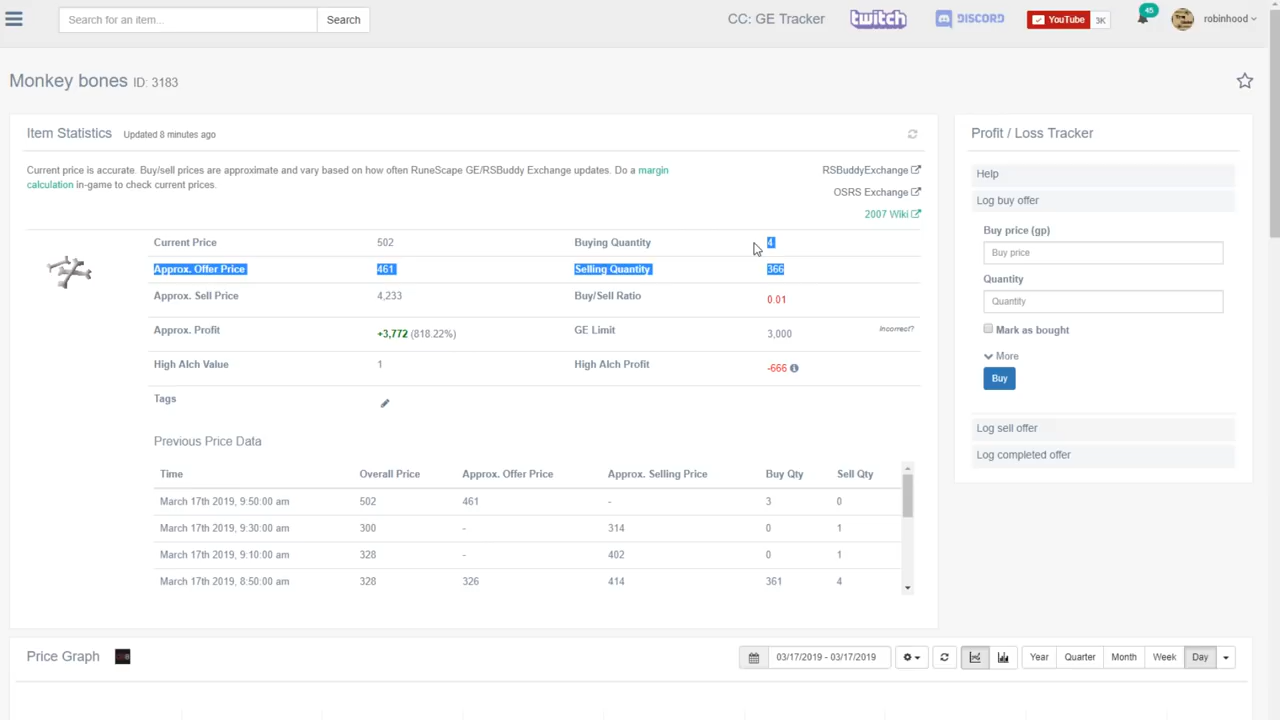 Search for an item...
Search
CC: GE Tracker
twitch
DISCORD
YouTube
3K
45
robinhood
Monkey bones ID: 3183
Item Statistics Updated 8 minutes ago
Current price is accurate. Buy/sell prices are approximate and vary based on how often RuneScape GE/RSBuddy Exchange updates. Do a margin
calculation in-game to check current prices.
RSBuddyExchange
OSRS Exchange
2007 Wiki
Current Price 502 Buying Quantity 4
Approx. Offer Price 461 Selling Quantity 366
Approx. Sell Price 4,233 Buy/Sell Ratio 0.01
Approx. Profit +3,772 (818.22%) GE Limit 3,000 Incorrect?
High Alch Value 1 High Alch Profit -666
Tags
Previous Price Data
Time Overall Price Approx. Offer Price Approx. Selling Price Buy Qty Sell Qty
March 17th 2019, 9:50:00 am 502 461 - 3 0
March 17th 2019, 9:30:00 am 300 - 314 0 1
March 17th 2019, 9:10:00 am 328 - 402 0 1
March 17th 2019, 8:50:00 am 328 326 414 361 4
Profit / Loss Tracker
Help
Log buy offer
Buy price (gp)
Buy price
Quantity
Quantity
Mark as bought
More
Buy
Log sell offer
Log completed offer
Price Graph
03/17/2019 - 03/17/2019
Year Quarter Month Week Day